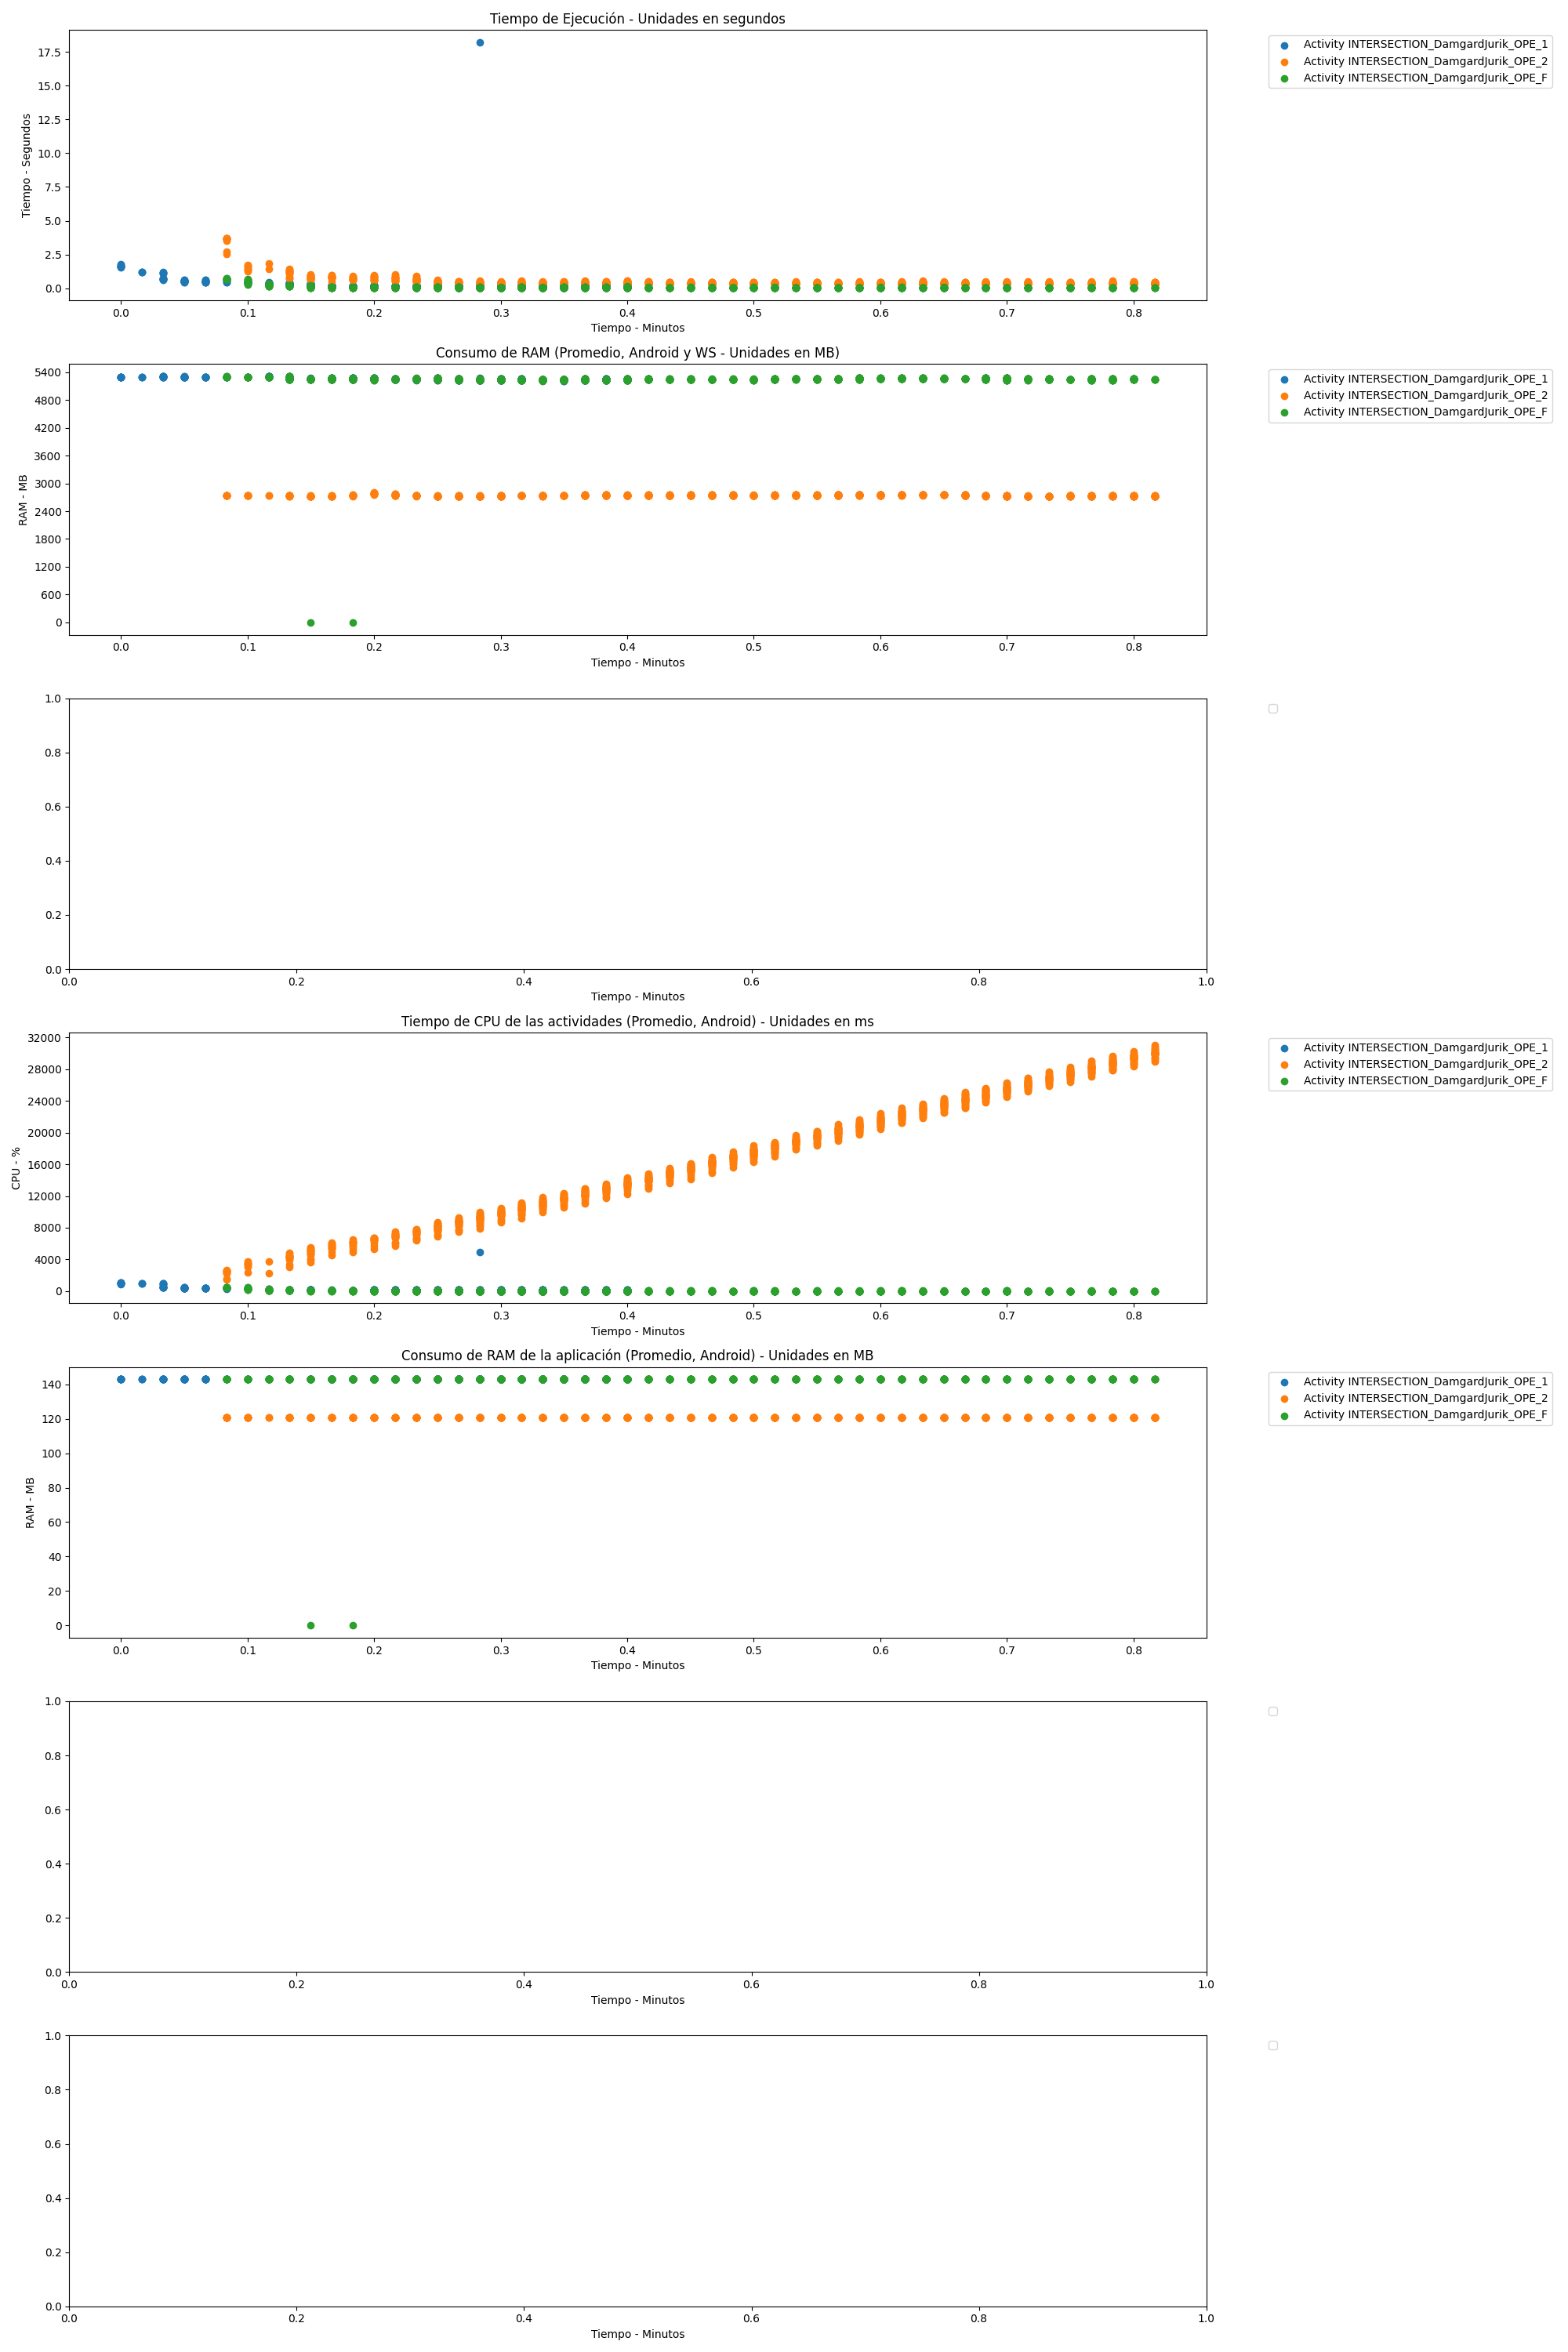 Tiempo de Ejecución - Unidades en segundos
17.5
15.0
12.5
10.0
7.5
5.0
2.5
0.0
Tiempo - Segundos
0.0 0.1 0.2 0.3 0.4 0.5 0.6 0.7 0.8
Tiempo - Minutos
Activity INTERSECTION_DamgardJurik_OPE_1
Activity INTERSECTION_DamgardJurik_OPE_2
Activity INTERSECTION_DamgardJurik_OPE_F
Consumo de RAM (Promedio, Android y WS - Unidades en MB)
5400
4800
4200
3600
3000
2400
1800
1200
600
0
RAM - MB
0.0 0.1 0.2 0.3 0.4 0.5 0.6 0.7 0.8
Tiempo - Minutos
Activity INTERSECTION_DamgardJurik_OPE_1
Activity INTERSECTION_DamgardJurik_OPE_2
Activity INTERSECTION_DamgardJurik_OPE_F
1.0
0.8
0.6
0.4
0.2
0.0
0.0 0.2 0.4 0.6 0.8 1.0
Tiempo - Minutos
Tiempo de CPU de las actividades (Promedio, Android) - Unidades en ms
32000
28000
24000
20000
16000
12000
8000
4000
0
CPU - %
0.0 0.1 0.2 0.3 0.4 0.5 0.6 0.7 0.8
Tiempo - Minutos
Activity INTERSECTION_DamgardJurik_OPE_1
Activity INTERSECTION_DamgardJurik_OPE_2
Activity INTERSECTION_DamgardJurik_OPE_F
Consumo de RAM de la aplicación (Promedio, Android) - Unidades en MB
140
120
100
80
60
40
20
0
RAM - MB
0.0 0.1 0.2 0.3 0.4 0.5 0.6 0.7 0.8
Tiempo - Minutos
Activity INTERSECTION_DamgardJurik_OPE_1
Activity INTERSECTION_DamgardJurik_OPE_2
Activity INTERSECTION_DamgardJurik_OPE_F
1.0
0.8
0.6
0.4
0.2
0.0
0.0 0.2 0.4 0.6 0.8 1.0
Tiempo - Minutos
1.0
0.8
0.6
0.4
0.2
0.0
0.0 0.2 0.4 0.6 0.8 1.0
Tiempo - Minutos